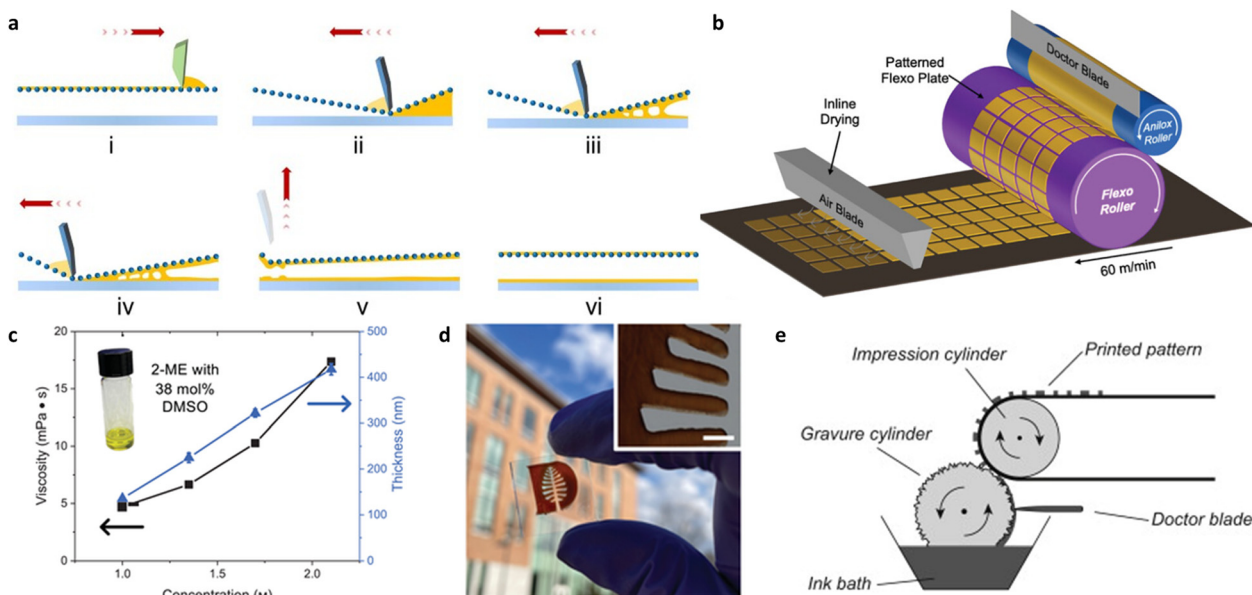 a
i
ii
iii
iv
v
vi
b
Doctor Blade
Patterned
Flexo Plate
Inline
Drying
Anilox
Roller
Flexo
Roller
Air Blade
60 m/min
c
2-ME with
38 mol%
DMSO
Viscosity (mPa • s)
20
15
10
5
0
Thickness (nm)
500
400
300
200
100
0
1.0
1.5
2.0
Concentration (M)
d
e
Impression cylinder
Printed pattern
Gravure cylinder
Doctor blade
Ink bath